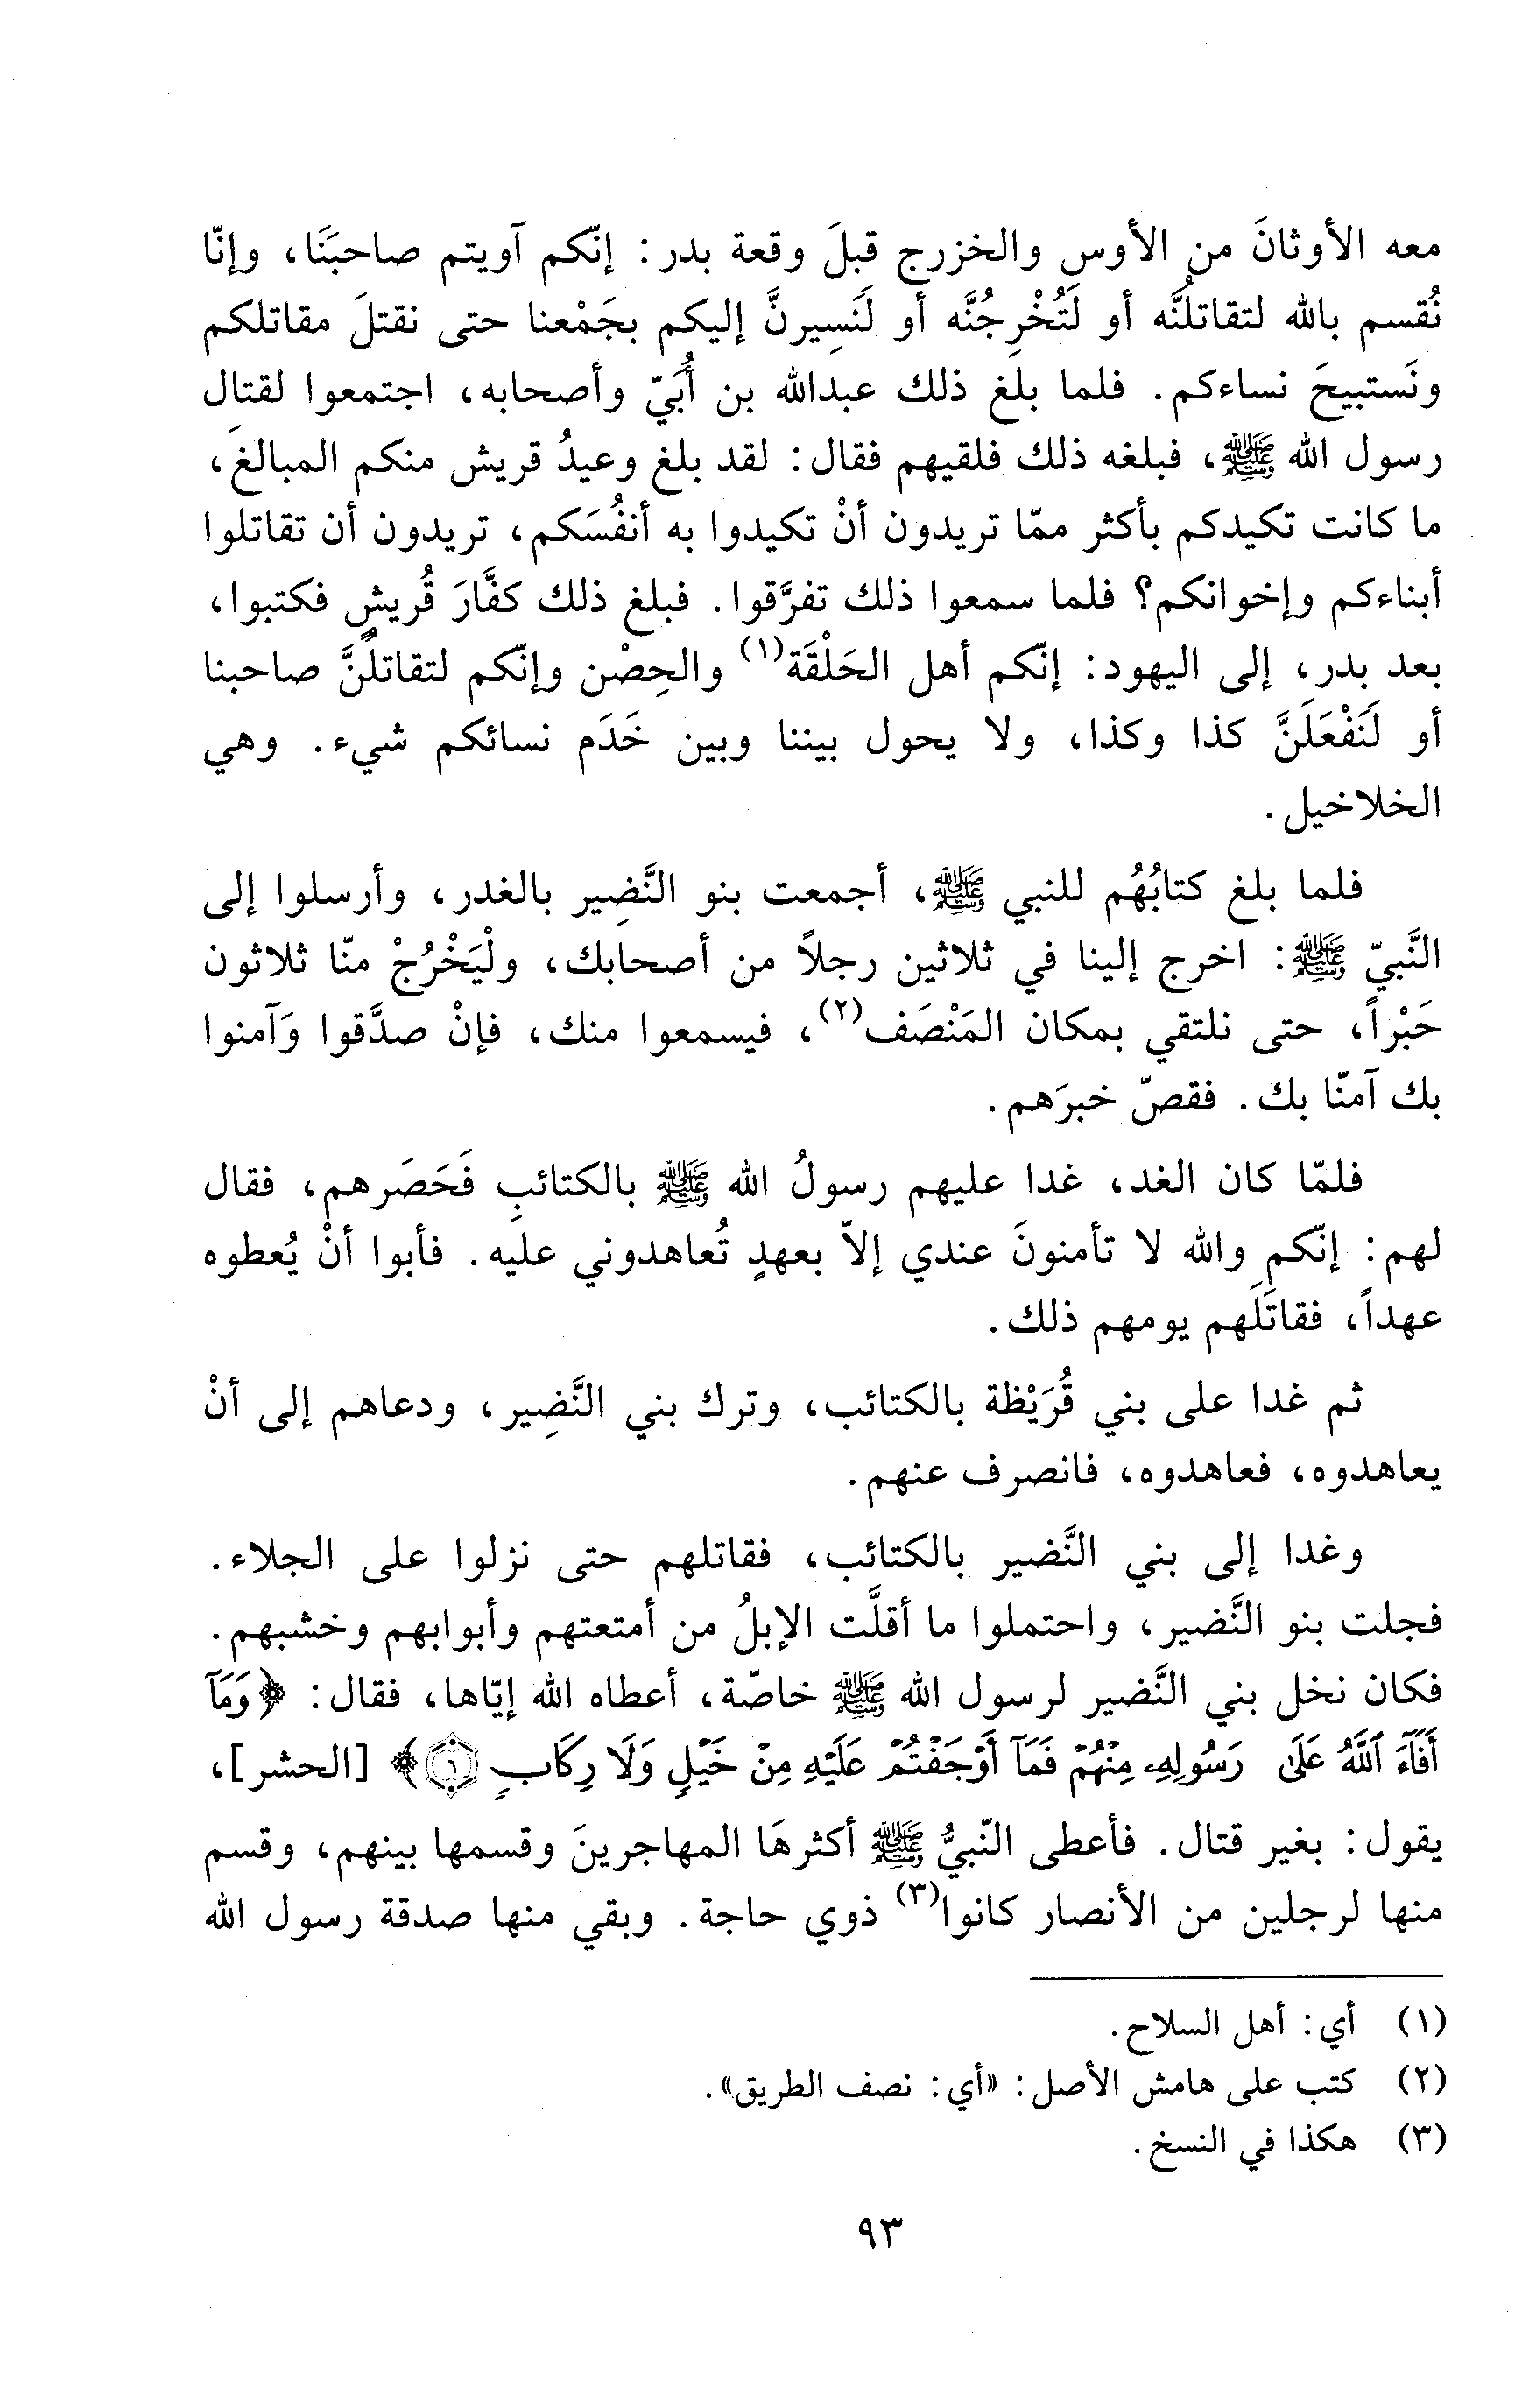 معه الأوثانَ من الأوس والخزرج قبلَ وقعة بدر: إنّكم آويتم صاحبَنَا، وإنّا
نُقسم بالله لتقاتلُنَّه أو لَتُخْرِجُنَّه أو لَنَسِيرنَّ إليكم بجَمْعنا حتى نقتلَ مقاتلكم
ونَستبيحَ نساءكم. فلما بلغ ذلك عبدالله بن أُبَيّ وأصحابه، اجتمعوا لقتالِ
رسول الله ﷺ، فبلغه ذلك فلقيهم فقال: لقد بلغ وعيدُ قريش منكم المبالغَ،
ما كانت تكيدكم بأكثر ممّا تريدون أنْ تكيدوا به أنفُسَكم، تريدون أن تقاتلوا
أبناءكم وإخوانكم؟ فلما سمعوا ذلك تفرَّقوا. فبلغ ذلك كفَّارَ قُريشٍ فكتبوا،
بعد بدر، إلى اليهود: إنّكم أهل الحَلْقَة(١) والحِصْن وإنّكم لتقاتلُنَّ صاحبنا
أو لَنَفْعَلَنَّ كذا وكذا، ولا يحول بيننا وبين خَدَم نسائكم شيء. وهي
الخلاخيل.
فلما بلغ كتابُهُم للنبي ﷺ، أجمعت بنو النَّضِير بالغدر، وأرسلوا إلى
النَّبيّ ﷺ: اخرج إلينا في ثلاثين رجلاً من أصحابك، ولْيَخْرُجْ منّا ثلاثون
حَبْراً، حتى نلتقي بمكان المَنْصَف(٢)، فيسمعوا منك، فإنْ صدَّقوا وَآمنوا
بك آمنّا بك. فقصّ خبرَهم.
فلمّا كان الغد، غدا عليهم رسولُ الله ﷺ بالكتائبِ فَحَصَرهم، فقال
لهم: إنّكم والله لا تأمنونَ عندي إلاّ بعهدٍ تُعاهدوني عليه. فأبوا أنْ يُعطوه
عهداً، فقاتَلَهم يومهم ذلك.
ثم غدا على بني قُرَيْظة بالكتائب، وترك بني النَّضِير، ودعاهم إلى أنْ
يعاهدوه، فعاهدوه، فانصرف عنهم.
وغدا إلى بني النَّضير بالكتائب، فقاتلهم حتى نزلوا على الجلاء.
فجلت بنو النَّضير، واحتملوا ما أقلَّت الإبلُ من أمتعتهم وأبوابهم وخشبهم.
فكان نخل بني النَّضير لرسول الله ﷺ خاصّة، أعطاه الله إيّاها، فقال: ﴿وَمَآ
أَفَآءَ ٱللَّهُ عَلَىٰ رَسُولِهِۦ مِنۡهُمۡ فَمَآ أَوۡجَفۡتُمۡ عَلَيۡهِ مِنۡ خَيۡلٖ وَلَا رِكَابٖ ۝٦﴾ [الحشر]،
يقول: بغير قتال. فأعطى النّبيُّ ﷺ أكثرهَا المهاجرينَ وقسمها بينهم، وقسم
منها لرجلين من الأنصار كانوا(٣) ذوي حاجة. وبقي منها صدقة رسول الله
(١) أي: أهل السلاح.
(٢) كتب على هامش الأصل: «أي: نصف الطريق».
(٣) هكذا في النسخ.
٩٣